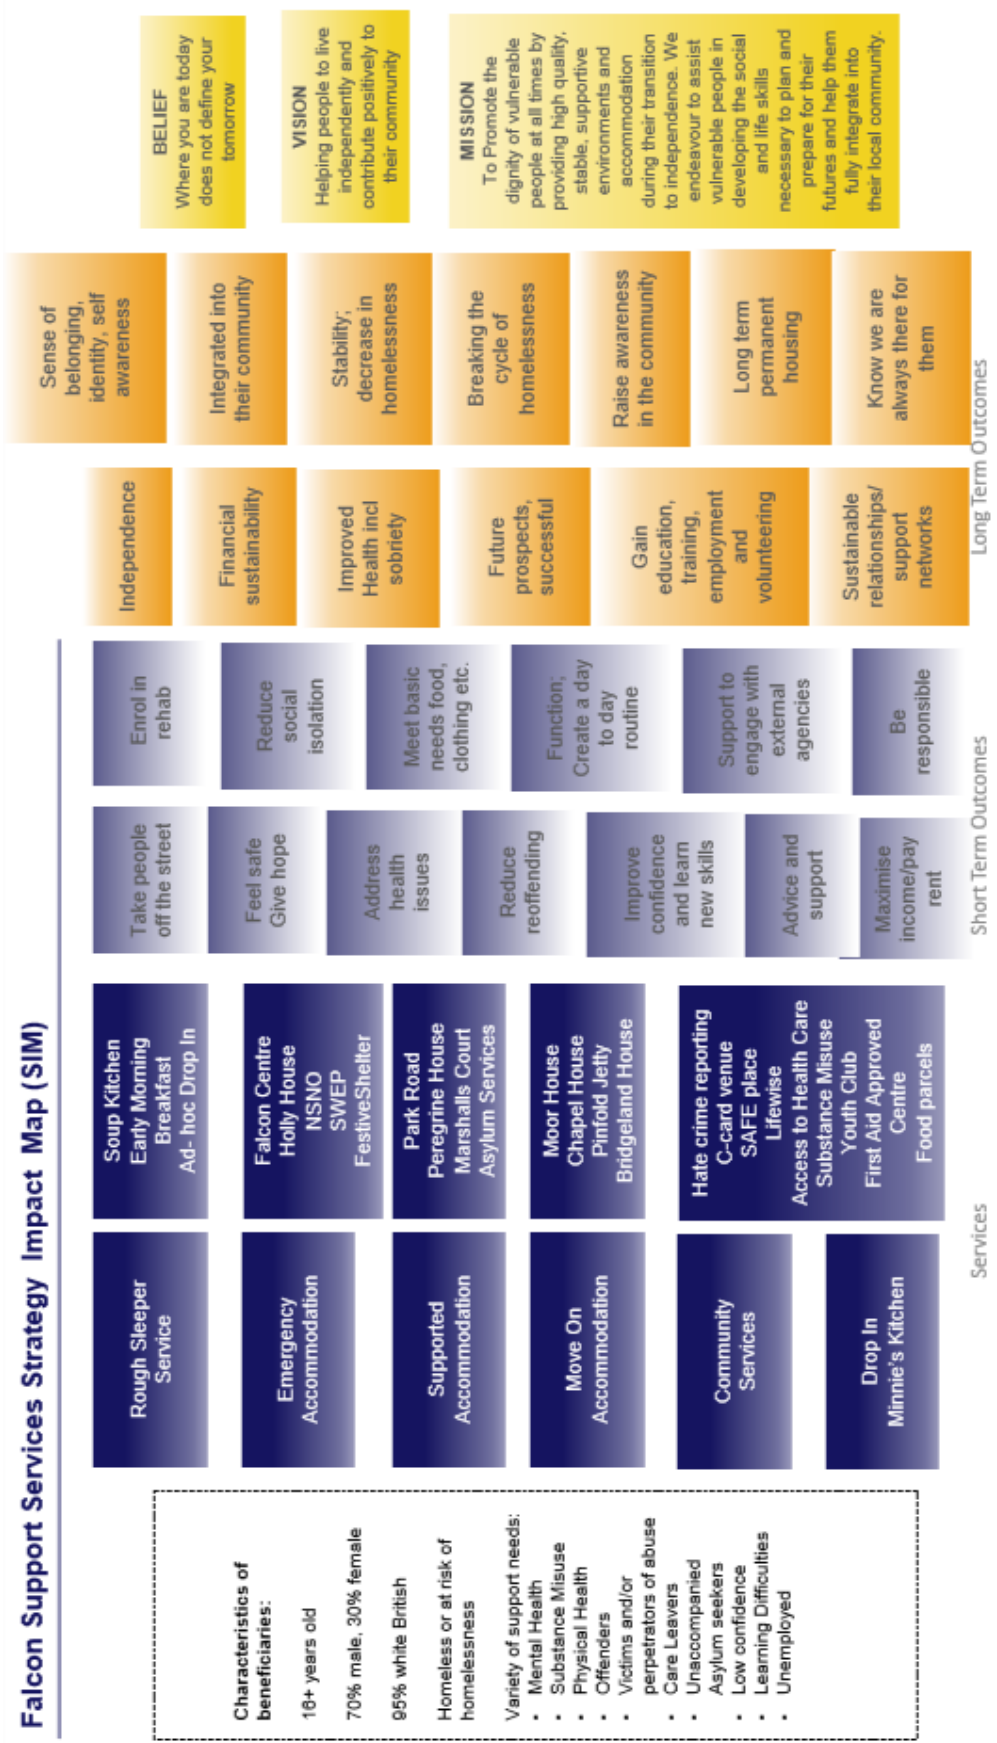 Falcon Support Services Strategy Impact Map (SIM)
Characteristics of
beneficiaries:
16+ years old
70% male, 30% female
95% white British
Homeless or at risk of
homelessness
Variety of support needs:
• Mental Health
• Substance Misuse
• Physical Health
• Offenders
• Victims and/or
perpetrators of abuse
• Care Leavers
• Unaccompanied
Asylum seekers
• Low confidence
• Learning Difficulties
• Unemployed
Rough Sleeper
Service
Emergency
Accommodation
Supported
Accommodation
Move On
Accommodation
Community
Services
Drop In
Minnie's Kitchen
Soup Kitchen
Early Morning
Breakfast
Ad- hoc Drop In
Falcon Centre
Holly House
NSNO
SWEP
FestiveShelter
Park Road
Peregrine House
Marshalls Court
Asylum Services
Moor House
Chapel House
Pinfold Jetty
Bridgeland House
Hate crime reporting
C-card venue
SAFE place
Lifewise
Access to Health Care
Substance Misuse
Youth Club
First Aid Approved
Centre
Food parcels
Services
Take people
off the street
Feel safe
Give hope
Address
health
issues
Reduce
reoffending
Improve
confidence
and learn
new skills
Advice and
support
Maximise
income/pay
rent
Enrol in
rehab
Reduce
social
isolation
Meet basic
needs food,
clothing etc.
Function;
Create a day
to day
routine
Support to
engage with
external
agencies
Be
responsible
Short Term Outcomes
Independence
Financial
sustainability
Improved
Health incl
sobriety
Future
prospects,
successful
Gain
education,
training,
employment
and
volunteering
Sustainable
relationships/
support
networks
Sense of
belonging,
identity, self
awareness
Integrated into
their community
Stability;
decrease in
homelessness
Breaking the
cycle of
homelessness
Raise awareness
in the community
Long term
permanent
housing
Know we are
always there for
them
Long Term Outcomes
BELIEF
Where you are today
does not define your
tomorrow
VISION
Helping people to live
independently and
contribute positively to
their community
MISSION
To Promote the
dignity of vulnerable
people at all times by
providing high quality,
stable, supportive
environments and
accommodation
during their transition
to independence. We
endeavour to assist
vulnerable people in
developing the social
and life skills
necessary to plan and
prepare for their
futures and help them
fully integrate into
their local community.